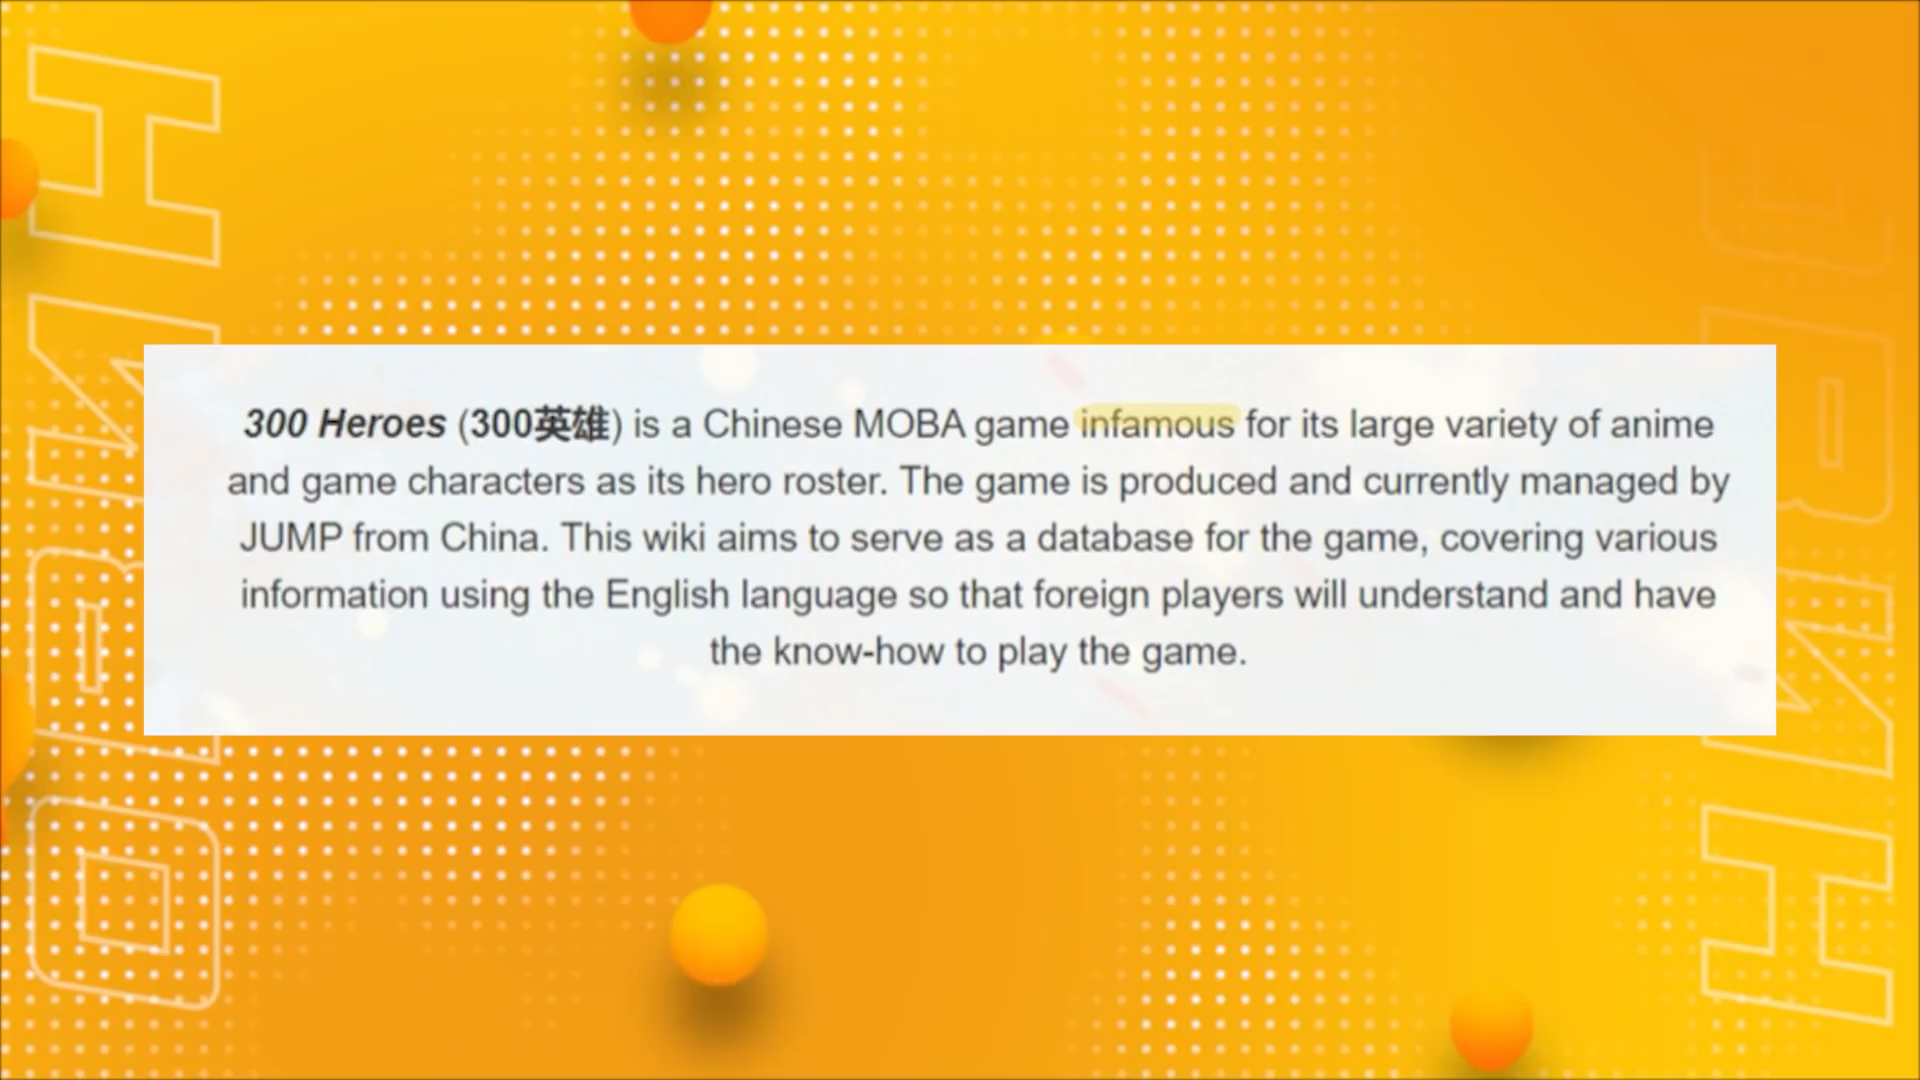 300 Heroes (300英雄) is a Chinese MOBA game infamous for its large variety of anime
and game characters as its hero roster. The game is produced and currently managed by
JUMP from China. This wiki aims to serve as a database for the game, covering various
information using the English language so that foreign players will understand and have
the know-how to play the game.